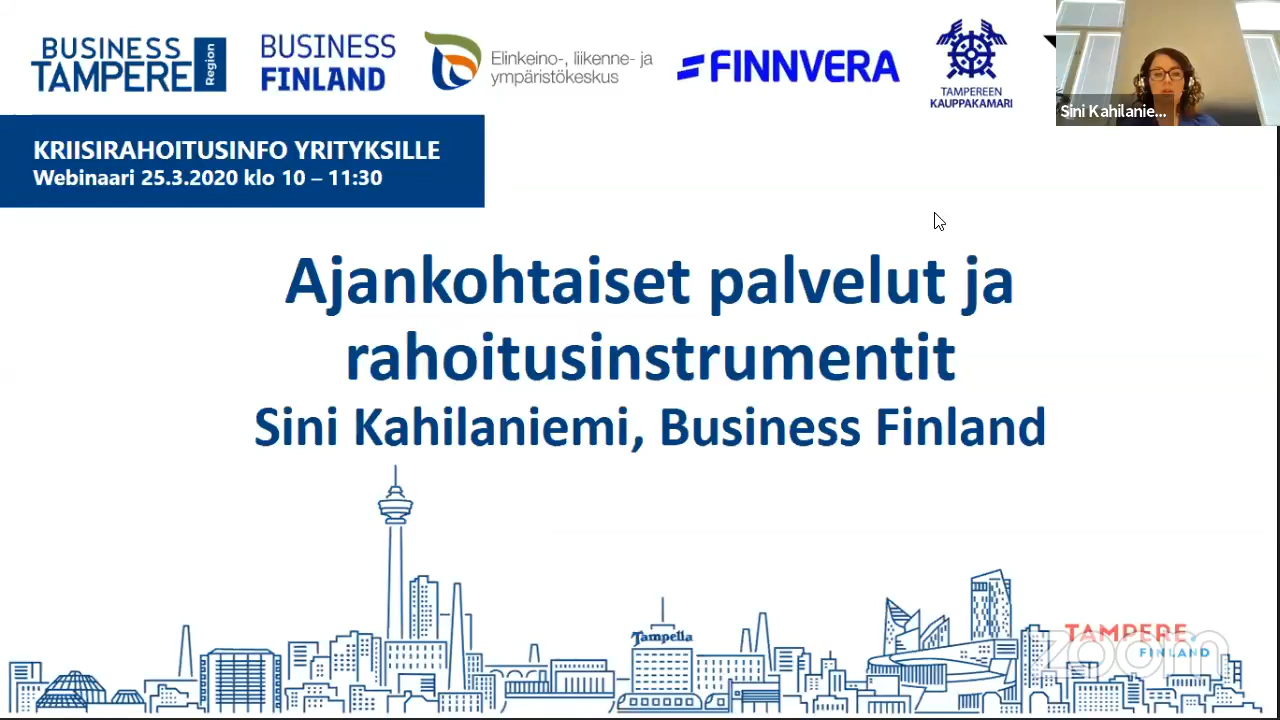 BUSINESS
TAMPERE
Region
BUSINESS
FINLAND
Elinkeino-, liikenne- ja
ympäristökeskus
FINNVERA
TAMPEREEN
KAUPPAKAMARI
Sini Kahilanie...
KRIISIRAHOITUSINFO YRITYKSILLE
Webinaari 25.3.2020 klo 10 – 11:30
Ajankohtaiset palvelut ja
rahoitusinstrumentit
Sini Kahilaniemi, Business Finland
Tampella
TAMPERE.
FINLAND
zoom